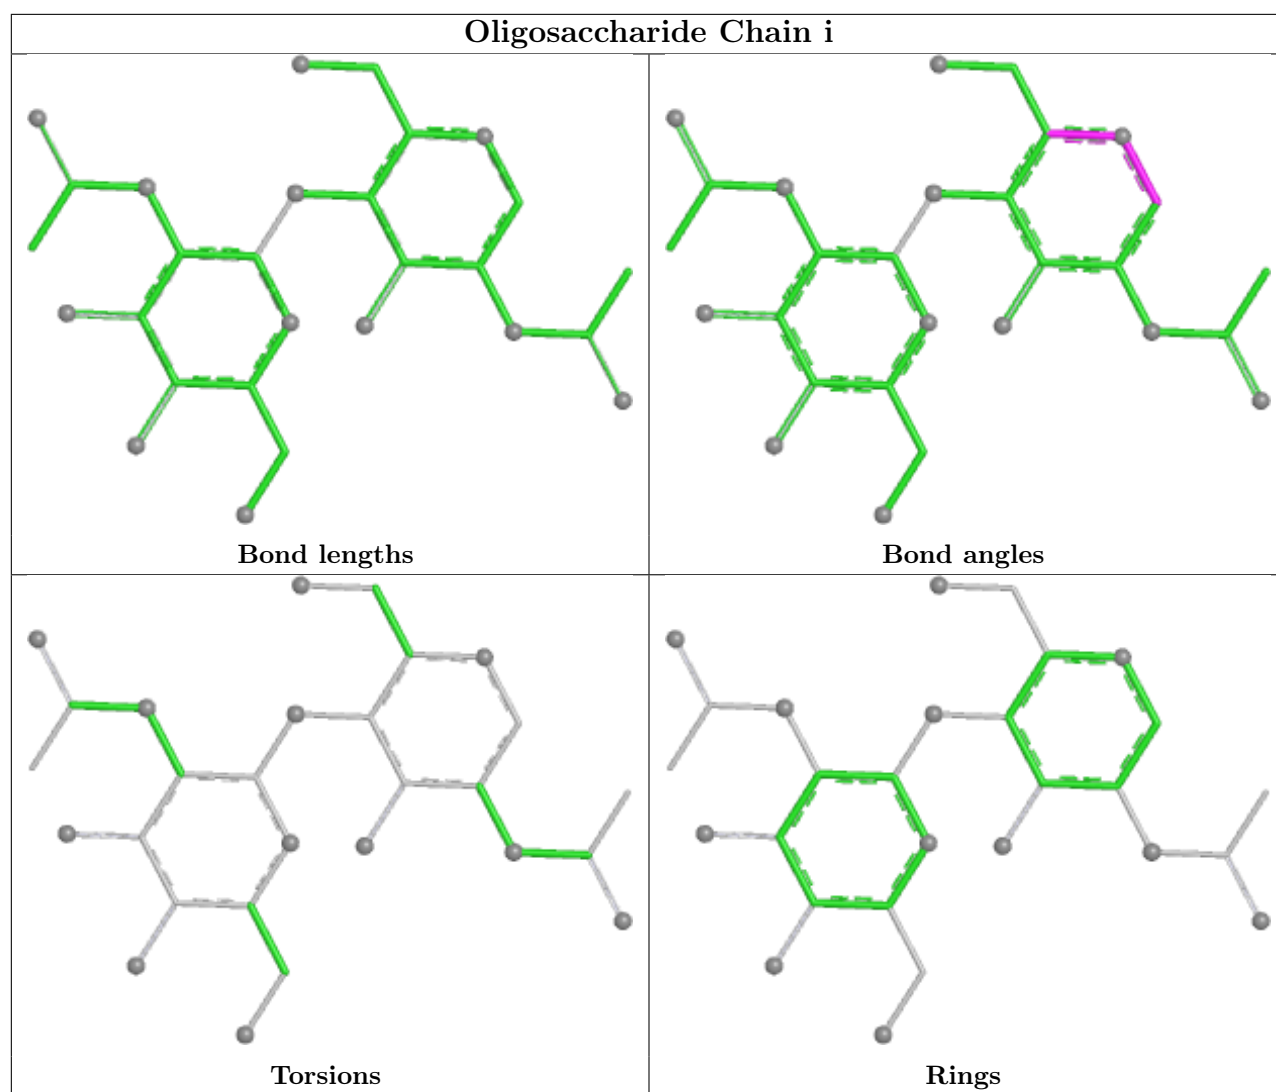 Oligosaccharide Chain i
Bond lengths
Bond angles
Torsions
Rings